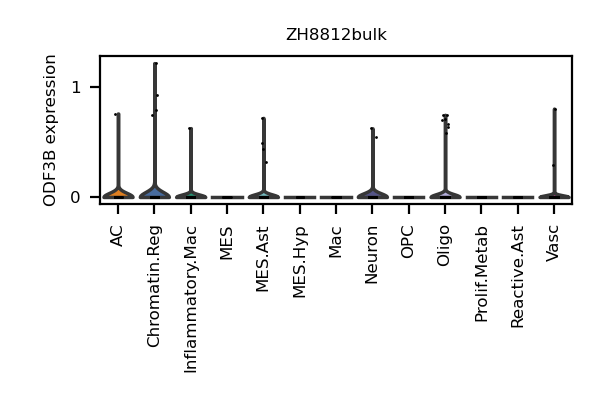 ZH8812bulk
ODF3B expression
1
0
AC
Chromatin.Reg
Inflammatory.Mac
MES
MES.Ast
MES.Hyp
Mac
Neuron
OPC
Oligo
Prolif.Metab
Reactive.Ast
Vasc